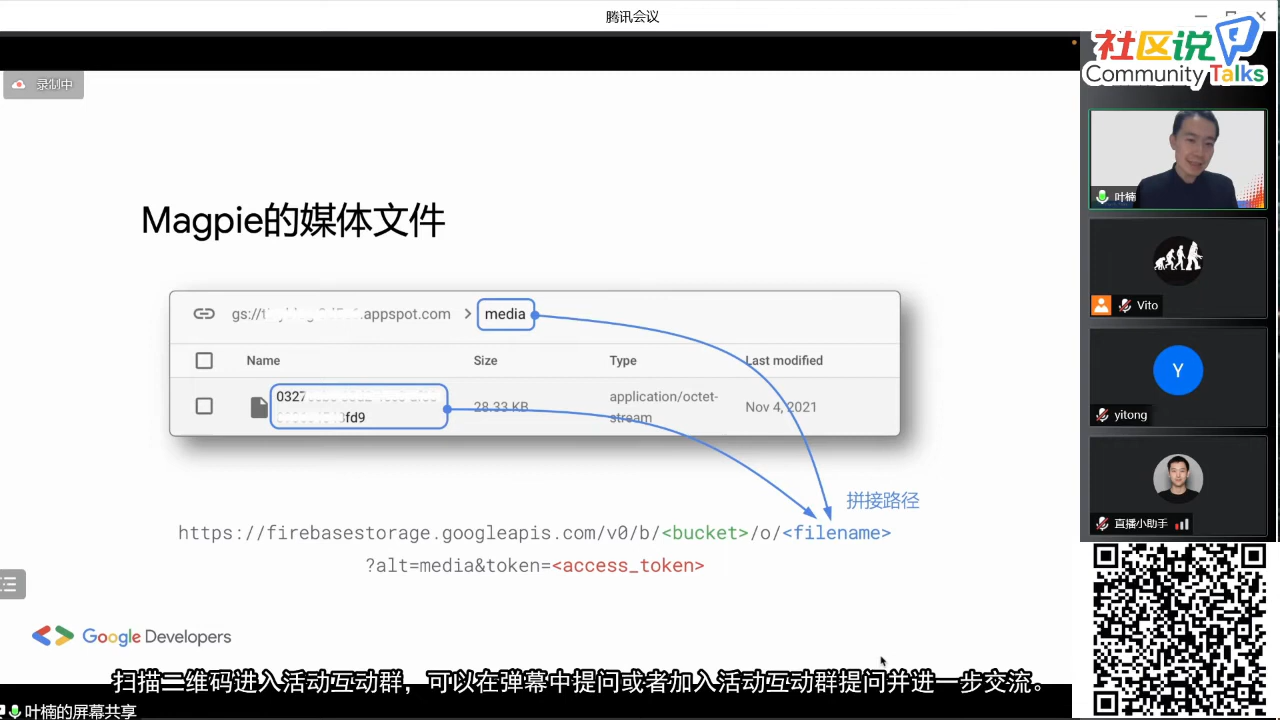 腾讯会议
社区说
Community Talks
录制中
叶楠
Vito
Y
yitong
直播小助手
Magpie的媒体文件
gs://
.appspot.com > media
Name Size Type Last modified
0327
fd9
28.33 KB
application/octet-
stream
Nov 4, 2021
拼接路径
https://firebasestorage.googleapis.com/v0/b/<bucket>/o/<filename>
?alt=media&token=<access_token>
Google Developers
扫描二维码进入活动互动群，可以在弹幕中提问或者加入活动互动群提问并进一步交流。
叶楠的屏幕共享